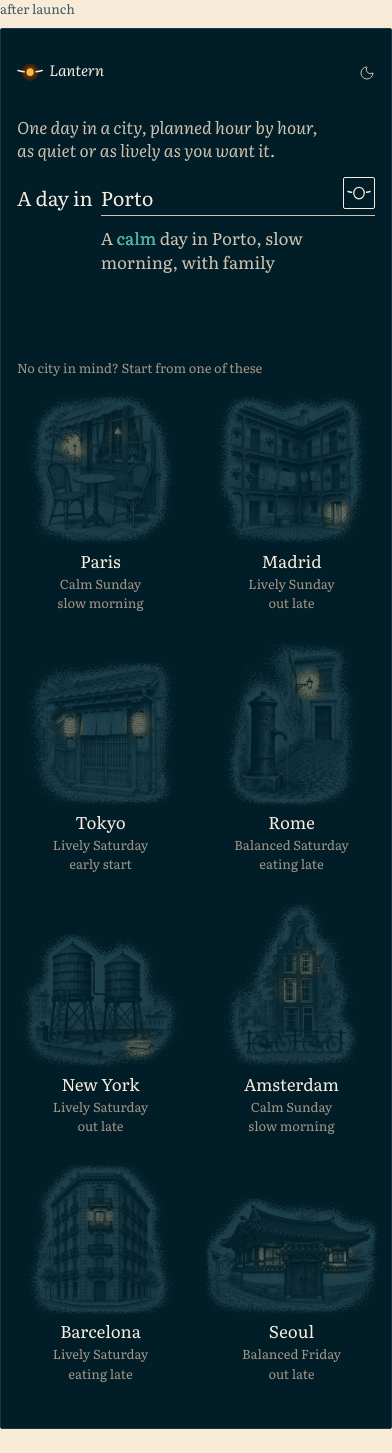 after launch
Lantern
One day in a city, planned hour by hour,
as quiet or as lively as you want it.
A day in Porto
A calm day in Porto, slow
morning, with family
No city in mind? Start from one of these
Paris
Calm Sunday
slow morning
Madrid
Lively Sunday
out late
Tokyo
Lively Saturday
early start
Rome
Balanced Saturday
eating late
New York
Lively Saturday
out late
Amsterdam
Calm Sunday
slow morning
Barcelona
Lively Saturday
eating late
Seoul
Balanced Friday
out late